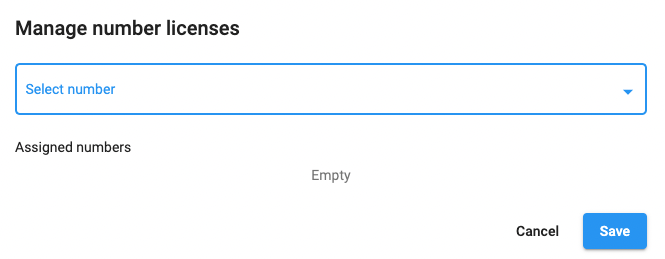 Manage number licenses
Select number
Assigned numbers
Empty
Cancel Save